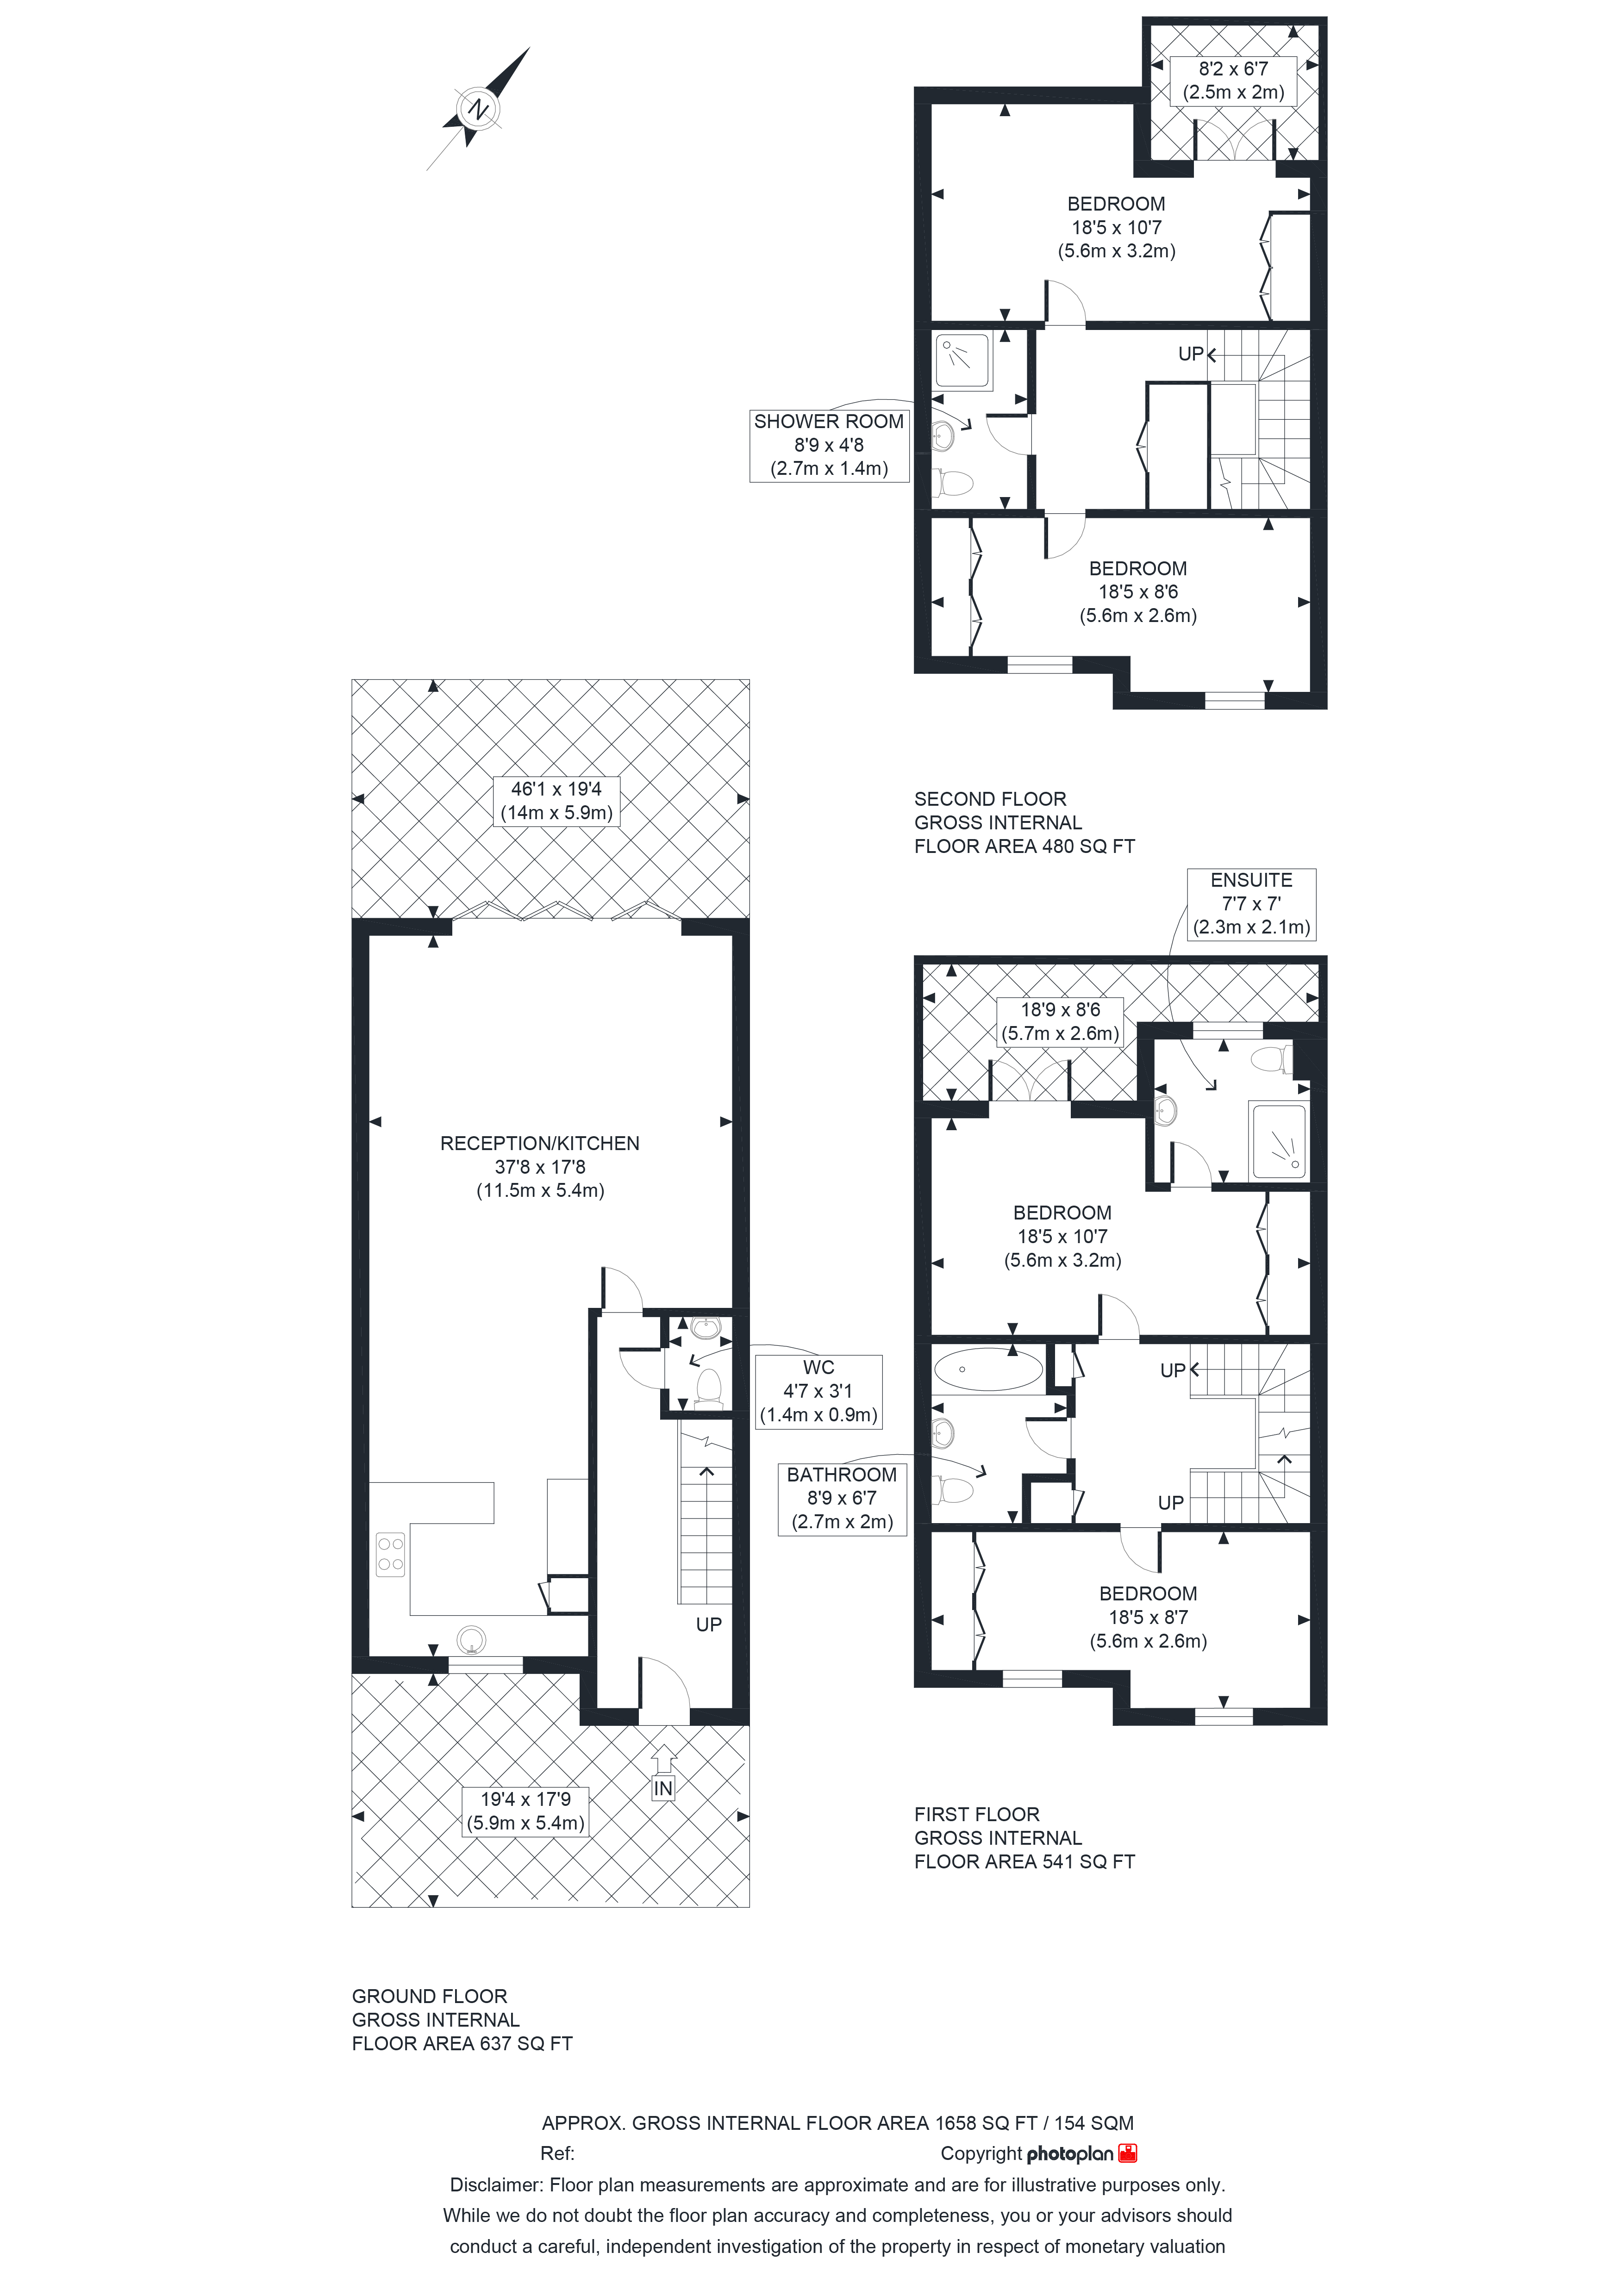 GROUND FLOOR
GROSS INTERNAL
FLOOR AREA 637 SQ FT
46'1 x 19'4
(14m x 5.9m)
RECEPTION/KITCHEN
37'8 x 17'8
(11.5m x 5.4m)
19'4 x 17'9
(5.9m x 5.4m)
IN
UP
WC
4'7 x 3'1
(1.4m x 0.9m)
FIRST FLOOR
GROSS INTERNAL
FLOOR AREA 541 SQ FT
18'9 x 8'6
(5.7m x 2.6m)
ENSUITE
7'7 x 7'
(2.3m x 2.1m)
BEDROOM
18'5 x 10'7
(5.6m x 3.2m)
BATHROOM
8'9 x 6'7
(2.7m x 2m)
UP
UP
BEDROOM
18'5 x 8'7
(5.6m x 2.6m)
SECOND FLOOR
GROSS INTERNAL
FLOOR AREA 480 SQ FT
N
8'2 x 6'7
(2.5m x 2m)
BEDROOM
18'5 x 10'7
(5.6m x 3.2m)
SHOWER ROOM
8'9 x 4'8
(2.7m x 1.4m)
UP
BEDROOM
18'5 x 8'6
(5.6m x 2.6m)
APPROX. GROSS INTERNAL FLOOR AREA 1658 SQ FT / 154 SQM
Ref: Copyright photoplan
Disclaimer: Floor plan measurements are approximate and are for illustrative purposes only.
While we do not doubt the floor plan accuracy and completeness, you or your advisors should
conduct a careful, independent investigation of the property in respect of monetary valuation